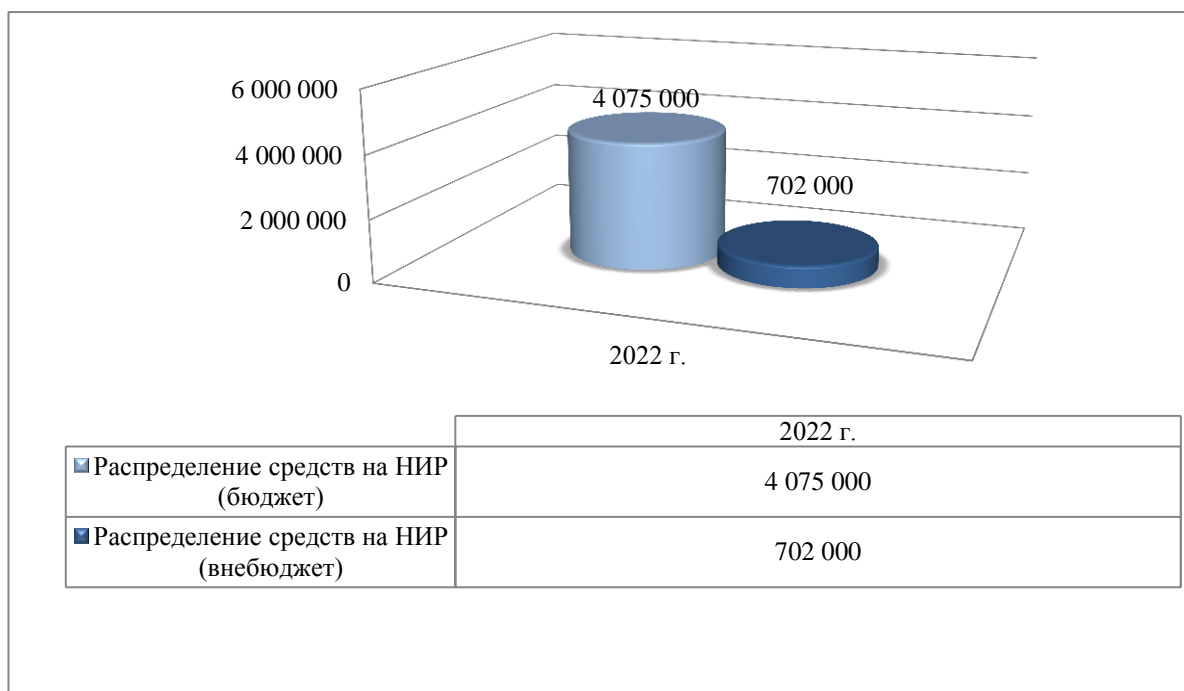 6 000 000
4 000 000
2 000 000
0
4 075 000
702 000
2022 г.
2022 г.
Распределение средств на НИР
(бюджет)
4 075 000
Распределение средств на НИР
(внебюджет)
702 000